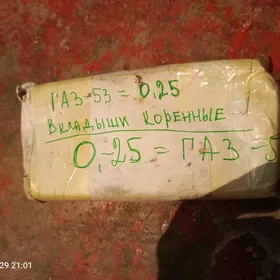 ГАЗ-53 = 0,25
ВКЛАДЫШИ КОРЕННЫЕ
0,-25 = ГАЗ -5
29 21:01